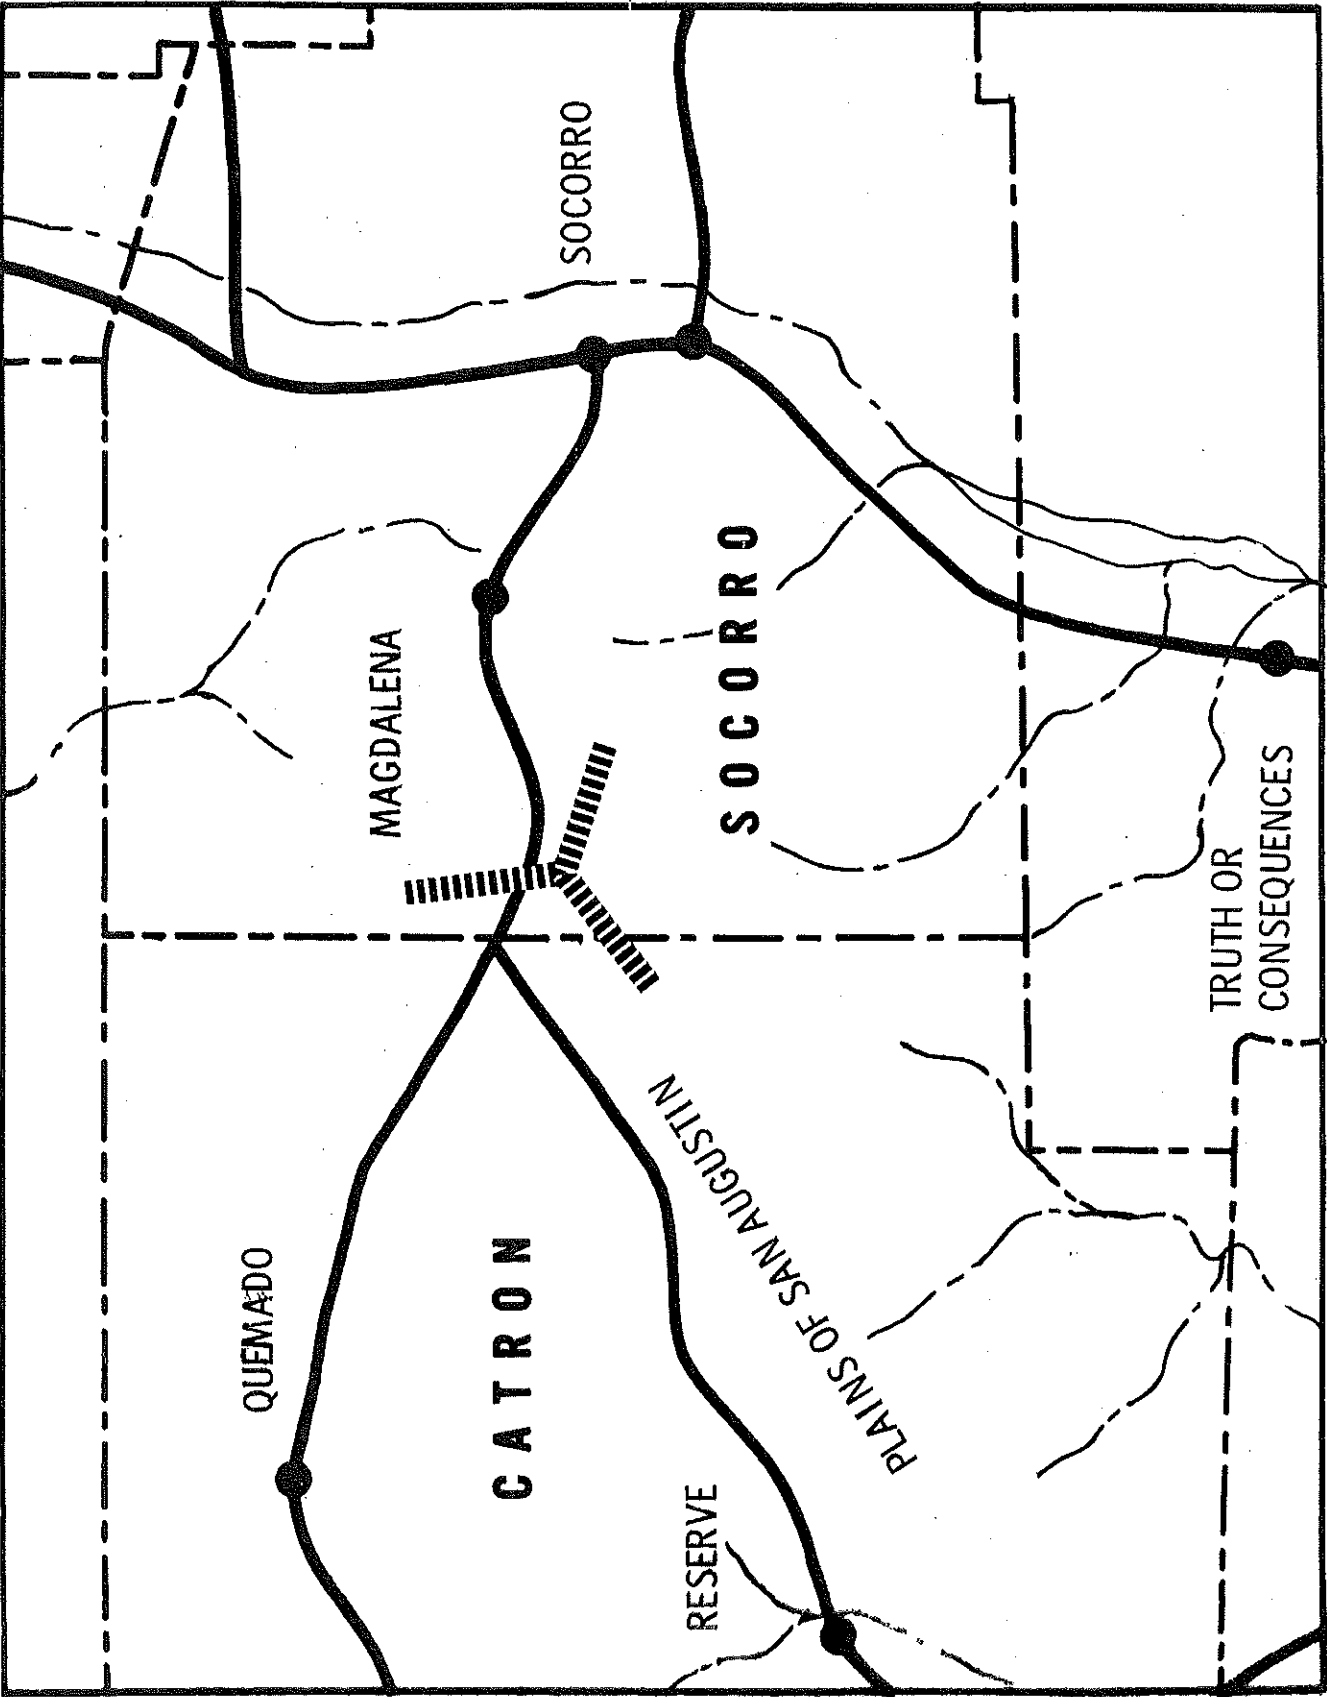 QUEMADO
MAGDALENA
SOCORRO
CATRON
RESERVE
SOCORRO
PLAINS OF SAN AUGUSTIN
TRUTH OR
CONSEQUENCES